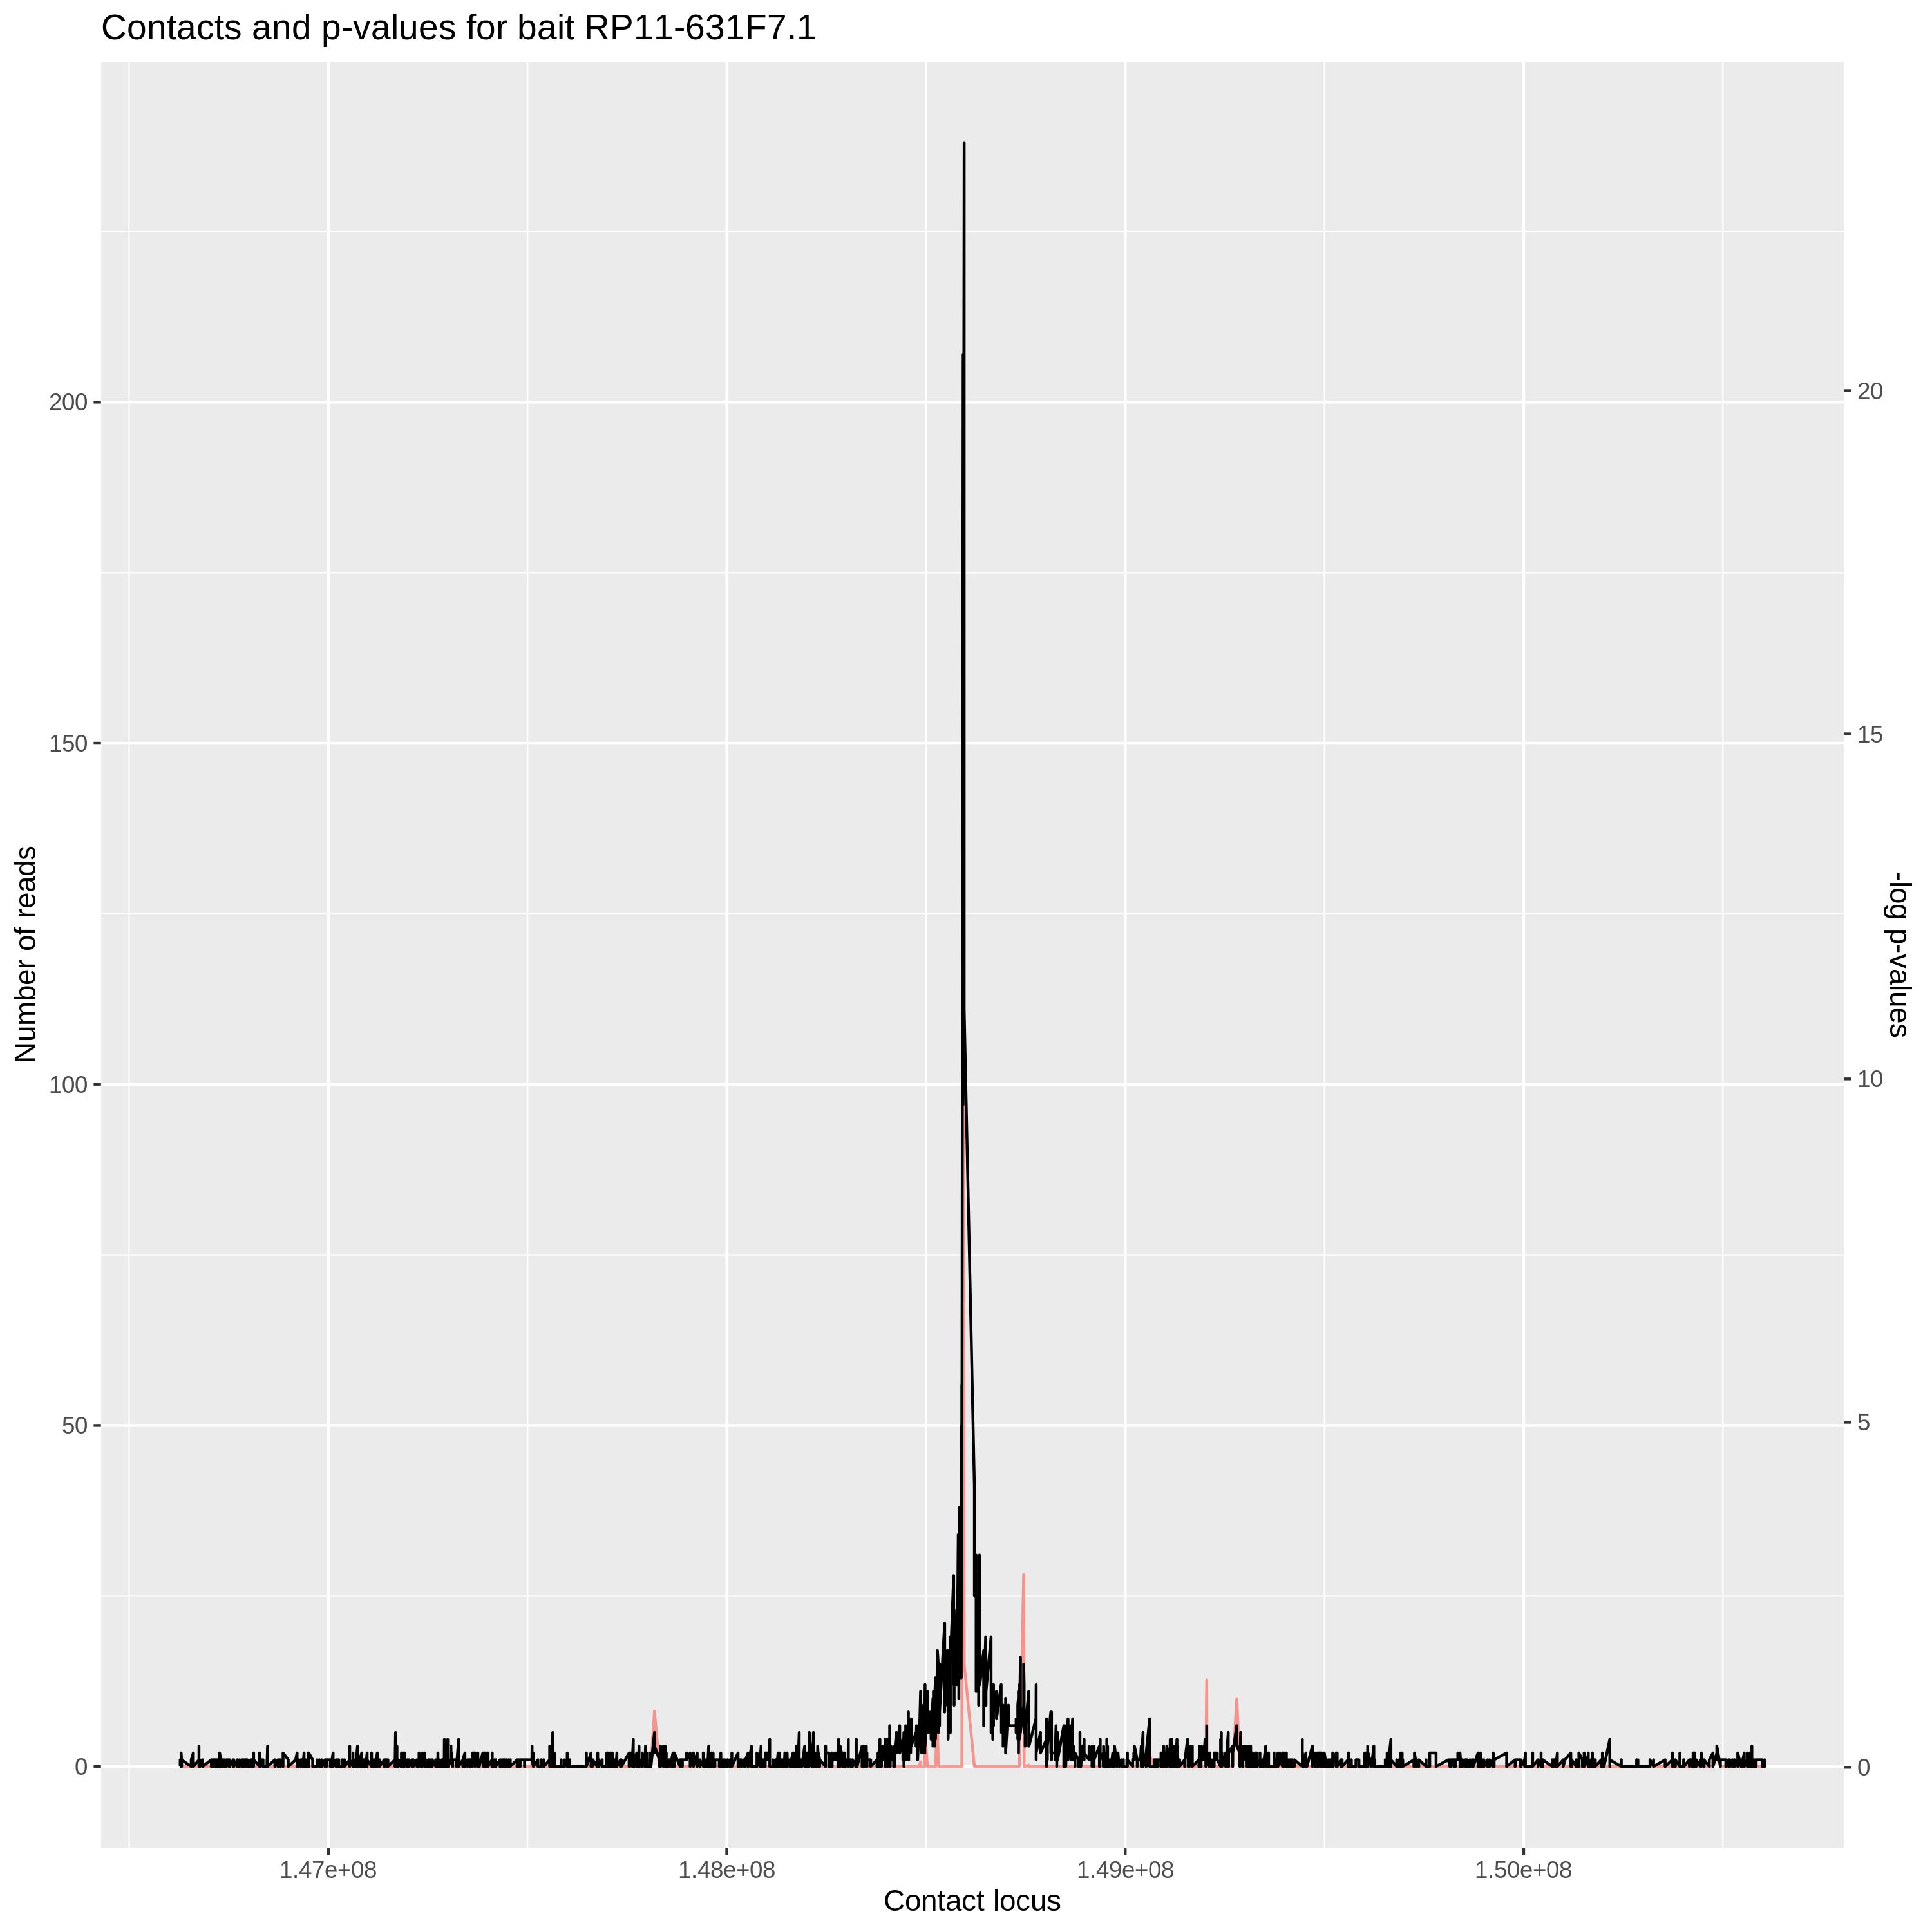 Contacts and p-values for bait RP11-631F7.1
Number of reads
200
150
100
50
0
20
15
10
5
0
-log p-values
1.47e+08
1.48e+08
1.49e+08
1.50e+08
Contact locus